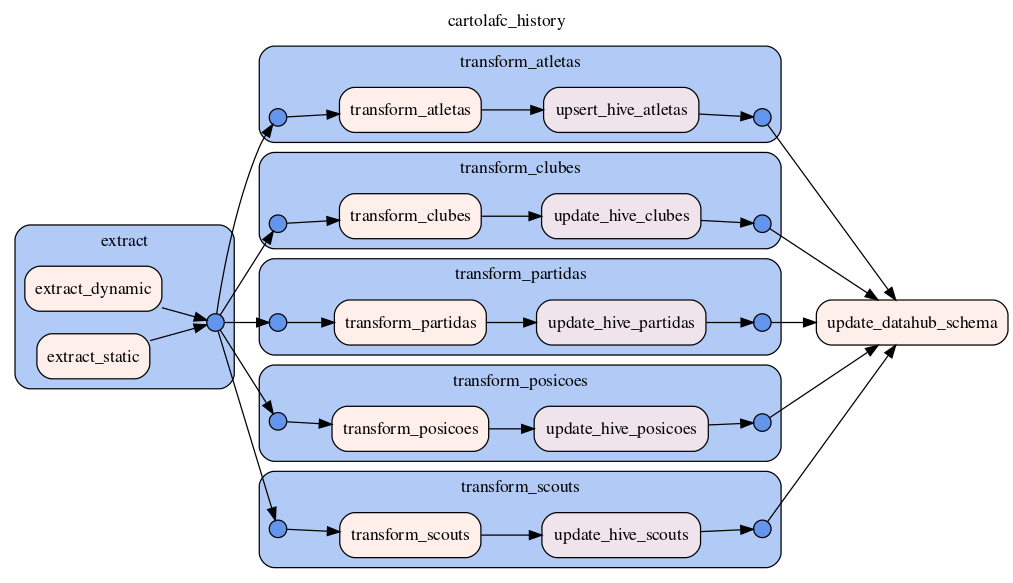 cartolafc_history
extract
extract_dynamic
extract_static
transform_atletas
transform_atletas
upsert_hive_atletas
transform_clubes
transform_clubes
update_hive_clubes
transform_partidas
transform_partidas
update_hive_partidas
transform_posicoes
transform_posicoes
update_hive_posicoes
transform_scouts
transform_scouts
update_hive_scouts
update_datahub_schema